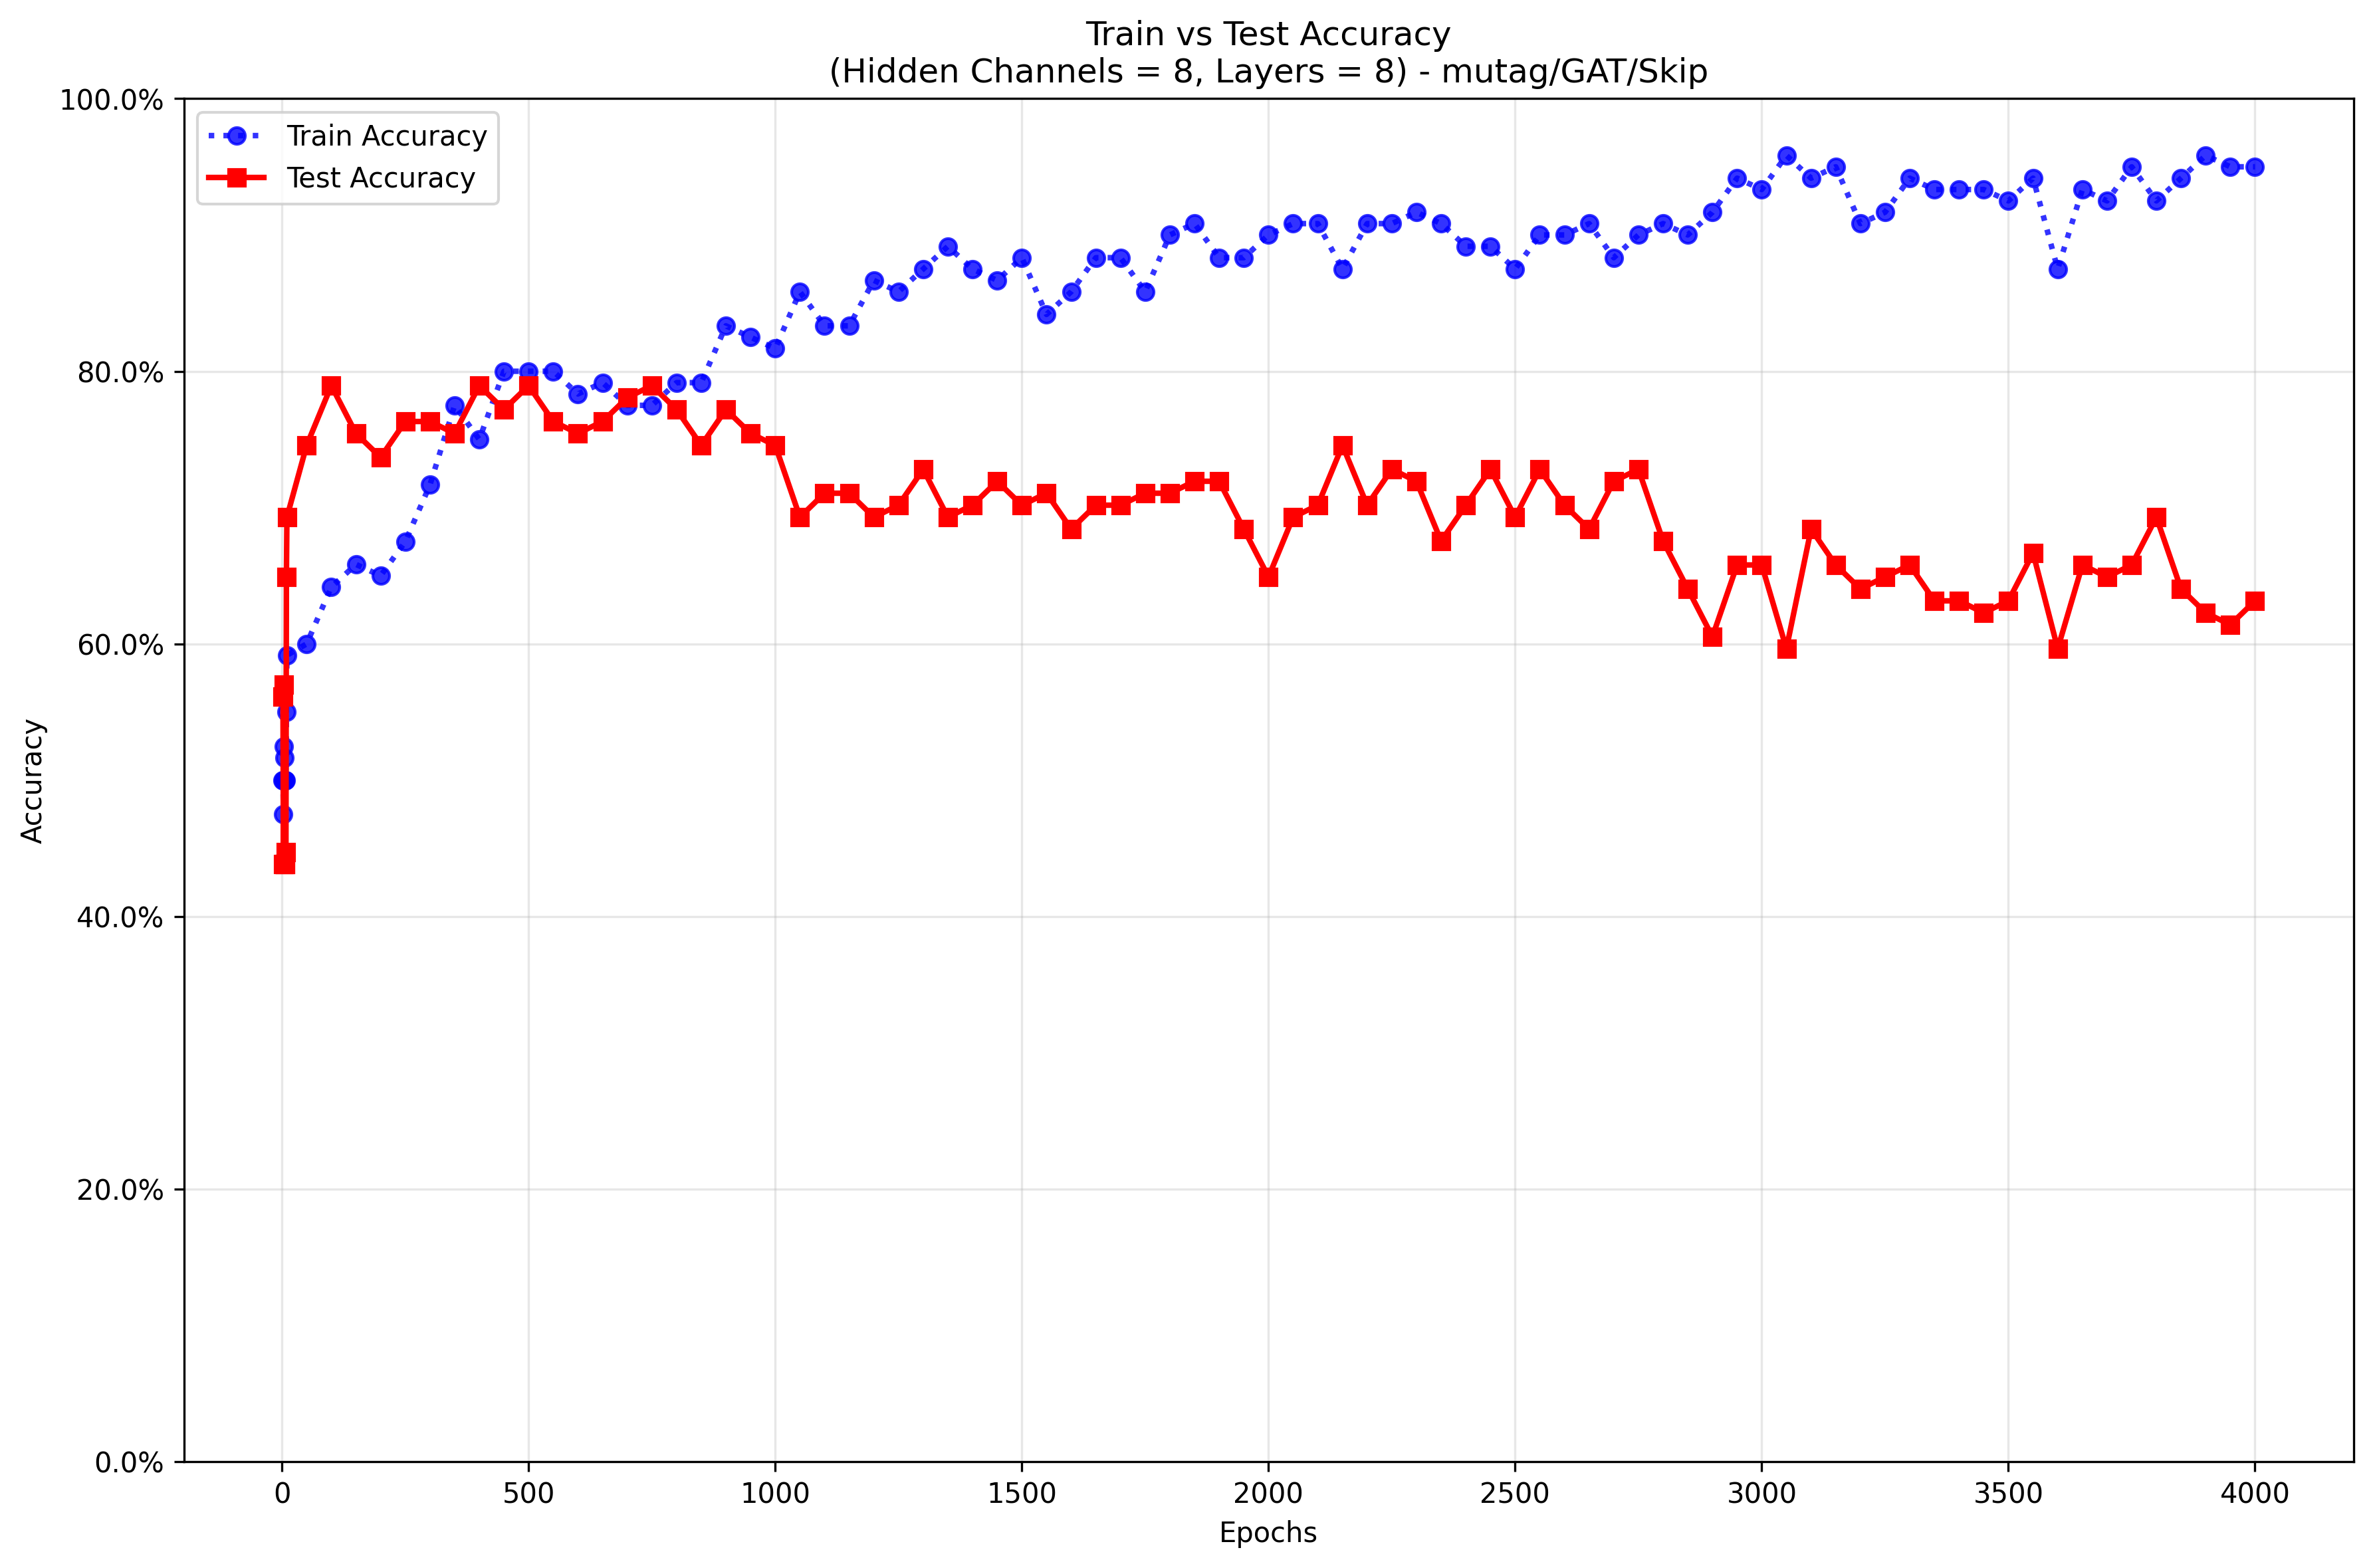 Train vs Test Accuracy
(Hidden Channels = 8, Layers = 8) - mutag/GAT/Skip
Train Accuracy
Test Accuracy
100.0%
80.0%
60.0%
40.0%
20.0%
0.0%
Accuracy
0 500 1000 1500 2000 2500 3000 3500 4000
Epochs